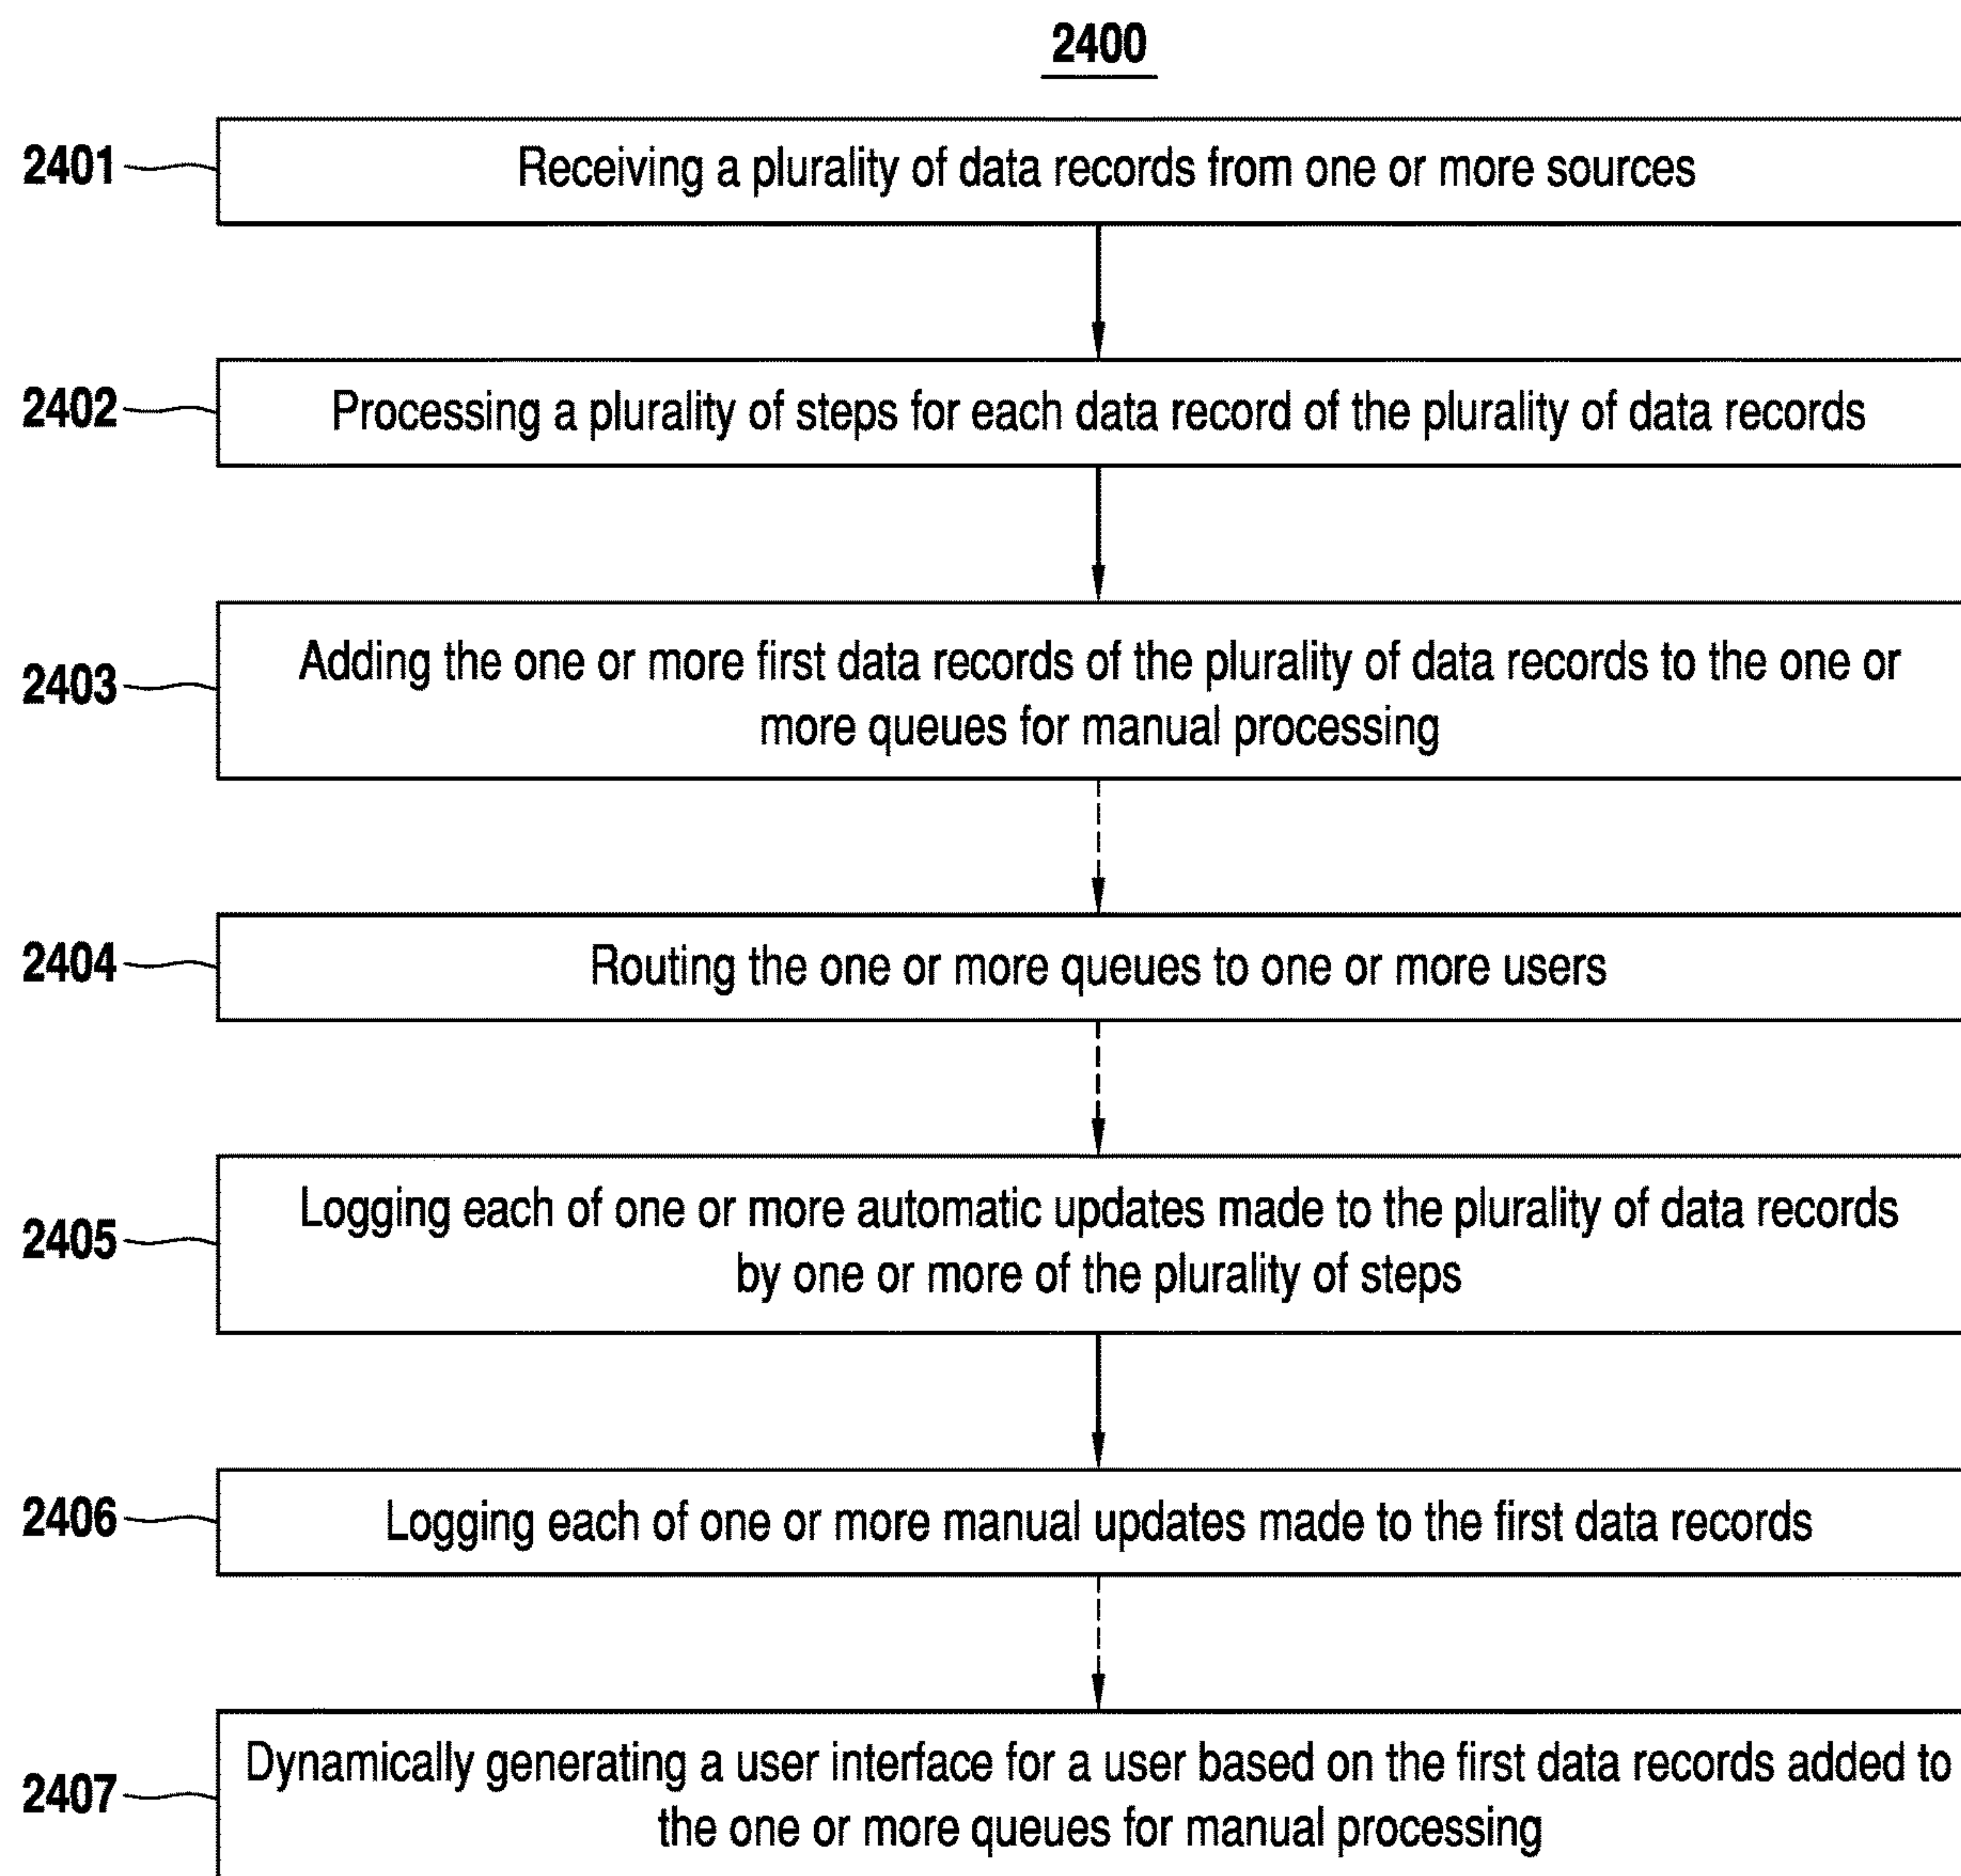 2400
2401
Receiving a plurality of data records from one or more sources
2402
Processing a plurality of steps for each data record of the plurality of data records
2403
Adding the one or more first data records of the plurality of data records to the one or
more queues for manual processing
2404
Routing the one or more queues to one or more users
2405
Logging each of one or more automatic updates made to the plurality of data records
by one or more of the plurality of steps
2406
Logging each of one or more manual updates made to the first data records
2407
Dynamically generating a user interface for a user based on the first data records added to
the one or more queues for manual processing